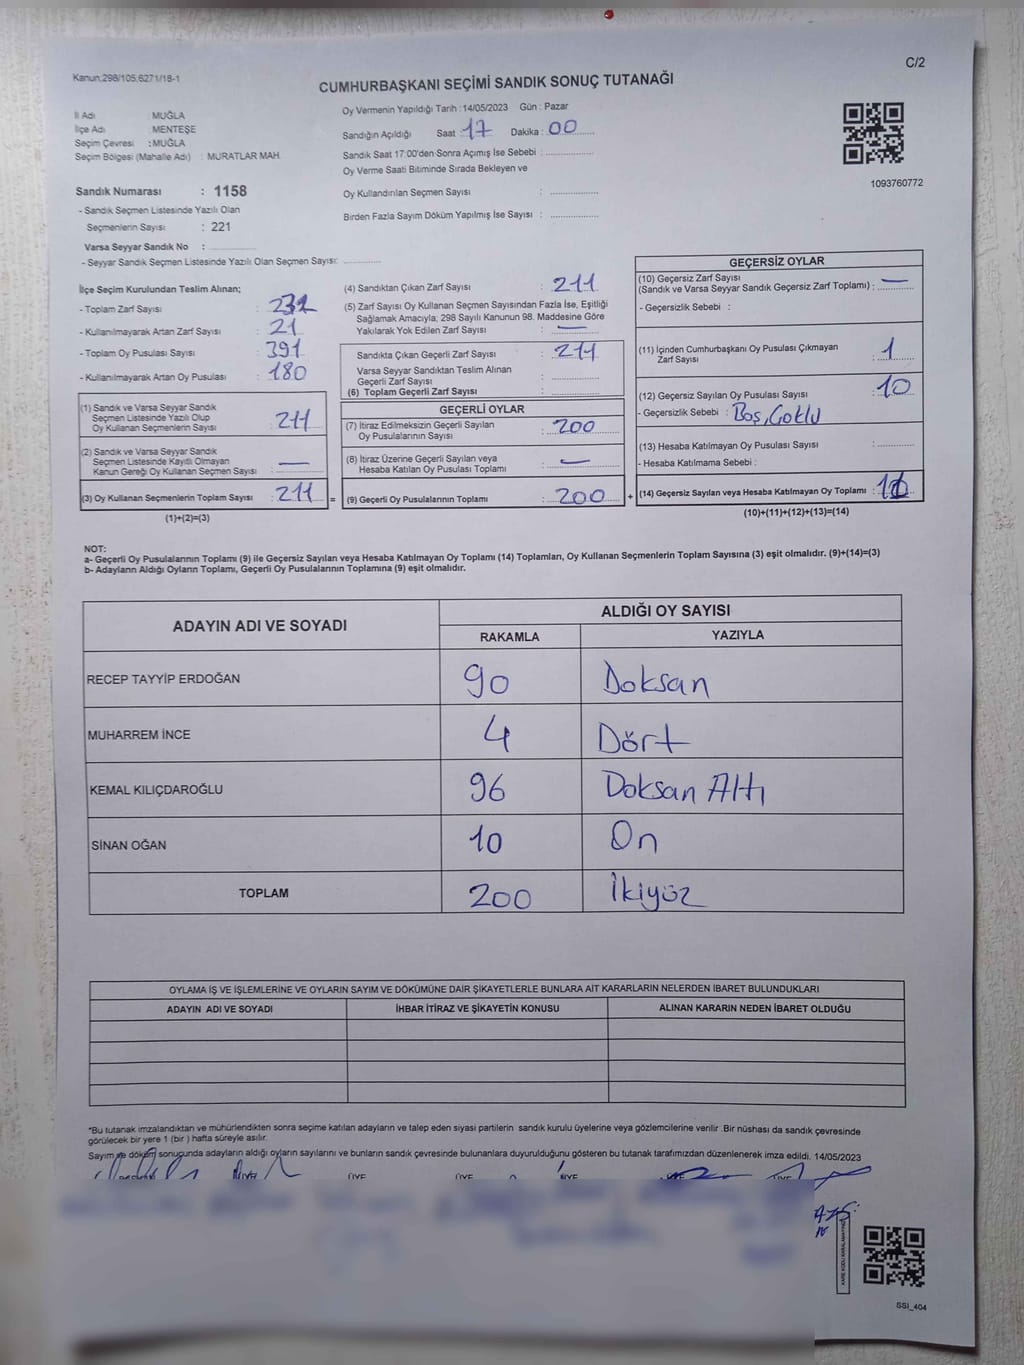 Kanun:298/105,6271/18-1
C/2
CUMHURBAŞKANI SEÇİMİ SANDIK SONUÇ TUTANAĞI
İl Adı : MUĞLA
İlçe Adı : MENTEŞE
Seçim Çevresi : MUĞLA
Seçim Bölgesi (Mahalle Adı) : MURATLAR MAH.
Sandık Numarası : 1158
- Sandık Seçmen Listesinde Yazılı Olan
Seçmenlerin Sayısı : 221
Varsa Seyyar Sandık No :
- Seyyar Sandık Seçmen Listesinde Yazılı Olan Seçmen Sayısı:
Oy Vermenin Yapıldığı Tarih : 14/05/2023 Gün : Pazar
Sandığın Açıldığı Saat 17 Dakika : 00
Sandık Saat 17:00'den Sonra Açımış İse Sebebi :
Oy Verme Saati Bitiminde Sırada Bekleyen ve
Oy Kullandırılan Seçmen Sayısı :
Birden Fazla Sayım Döküm Yapılmış İse Sayısı :
1093760772
İlçe Seçim Kurulundan Teslim Alınan;
- Toplam Zarf Sayısı : 232
- Kullanılmayarak Artan Zarf Sayısı : 21
- Toplam Oy Pusulası Sayısı : 391
- Kullanılmayarak Artan Oy Pusulası : 180
(1) Sandık ve Varsa Seyyar Sandık
Seçmen Listesinde Yazılı Olup
Oy Kullanan Seçmenlerin Sayısı : 211
(2) Sandık ve Varsa Seyyar Sandık
Seçmen Listesinde Kayıtlı Olmayan
Kanun Gereği Oy Kullanan Seçmen Sayısı : —
(3) Oy Kullanan Seçmenlerin Toplam Sayısı : 211 =
(1)+(2)=(3)
(4) Sandıktan Çıkan Zarf Sayısı : 211
(5) Zarf Sayısı Oy Kullanan Seçmen Sayısından Fazla İse, Eşitliği
Sağlamak Amacıyla; 298 Sayılı Kanunun 98. Maddesine Göre
Yakılarak Yok Edilen Zarf Sayısı : —
Sandıkta Çıkan Geçerli Zarf Sayısı : 211
Varsa Seyyar Sandıktan Teslim Alınan
Geçerli Zarf Sayısı :
(6) Toplam Geçerli Zarf Sayısı :
GEÇERLİ OYLAR
(7) İtiraz Edilmeksizin Geçerli Sayılan
Oy Pusulalarının Sayısı : 200
(8) İtiraz Üzerine Geçerli Sayılan veya
Hesaba Katılan Oy Pusulası Toplamı : —
(9) Geçerli Oy Pusulalarının Toplamı : 200 +
GEÇERSİZ OYLAR
(10) Geçersiz Zarf Sayısı
(Sandık ve Varsa Seyyar Sandık Geçersiz Zarf Toplamı) : —
- Geçersizlik Sebebi :
(11) İçinden Cumhurbaşkanı Oy Pusulası Çıkmayan
Zarf Sayısı : 1
(12) Geçersiz Sayılan Oy Pusulası Sayısı : 10
- Geçersizlik Sebebi : Boş, Çoklu
(13) Hesaba Katılmayan Oy Pusulası Sayısı :
- Hesaba Katılmama Sebebi :
(14) Geçersiz Sayılan veya Hesaba Katılmayan Oy Toplamı : 11
(10)+(11)+(12)+(13)=(14)
NOT:
a- Geçerli Oy Pusulalarının Toplamı (9) ile Geçersiz Sayılan veya Hesaba Katılmayan Oy Toplamı (14) Toplamları, Oy Kullanan Seçmenlerin Toplam Sayısına (3) eşit olmalıdır. (9)+(14)=(3)
b- Adayların Aldığı Oyların Toplamı, Geçerli Oy Pusulalarının Toplamına (9) eşit olmalıdır.
ADAYIN ADI VE SOYADI
ALDIĞI OY SAYISI
RAKAMLA YAZIYLA
RECEP TAYYİP ERDOĞAN 90 Doksan
MUHARREM İNCE 4 Dört
KEMAL KILIÇDAROĞLU 96 Doksan Altı
SİNAN OĞAN 10 On
TOPLAM 200 İkiyüz
OYLAMA İŞ VE İŞLEMLERİNE VE OYLARIN SAYIM VE DÖKÜMÜNE DAİR ŞİKAYETLERLE BUNLARA AİT KARARLARIN NELERDEN İBARET BULUNDUKLARI
ADAYIN ADI VE SOYADI İHBAR İTİRAZ VE ŞİKAYETİN KONUSU ALINAN KARARIN NEDEN İBARET OLDUĞU
*Bu tutanak imzalandıktan ve mühürlendikten sonra seçime katılan adayların ve talep eden siyasi partilerin sandık kurulu üyelerine veya gözlemcilerine verilir .Bir nüshası da sandık çevresinde
görülecek bir yere 1 (bir ) hafta süreyle asılır.
Sayım ve döküm sonucunda adayların aldığı oyların sayılarını ve bunların sandık çevresinde bulunanlara duyurulduğunu gösteren bu tutanak tarafımızdan düzenlenerek imza edildi. 14/05/2023
ÜYE ÜYE ÜYE
KARE KODU KARALAMAYINIZ
SSİ_404